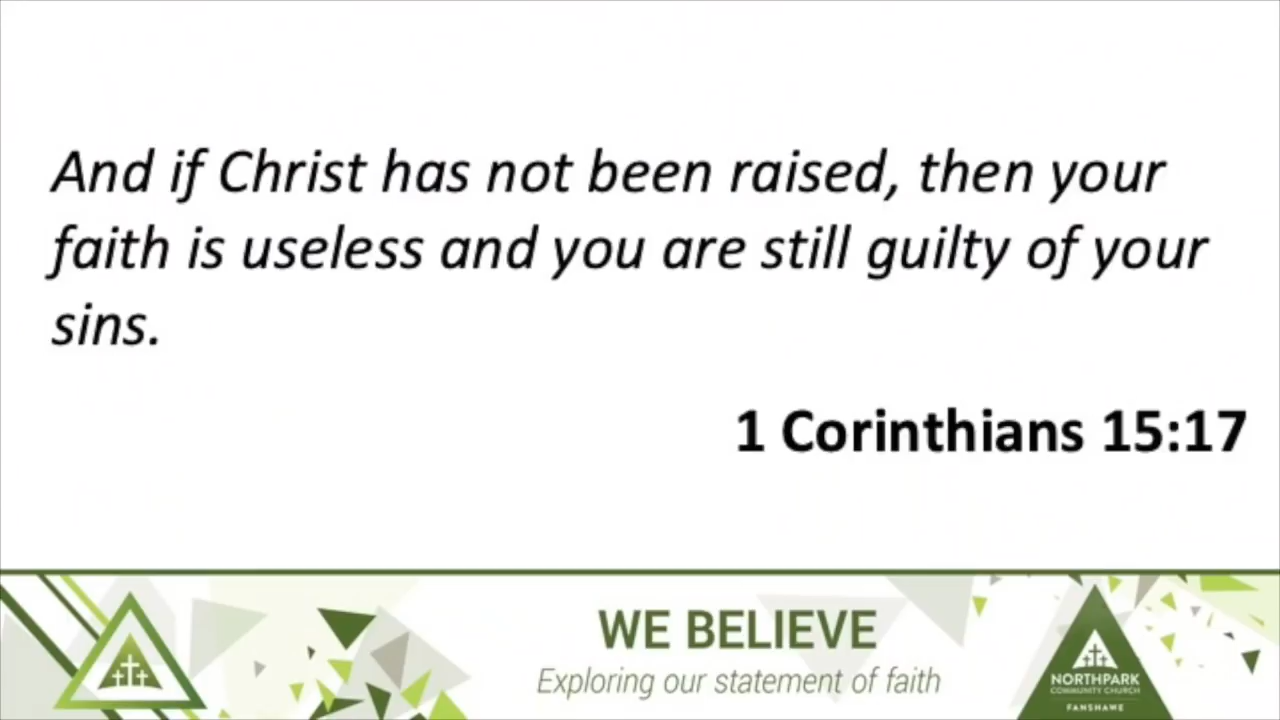 And if Christ has not been raised, then your
faith is useless and you are still guilty of your
sins.
1 Corinthians 15:17
WE BELIEVE
Exploring our statement of faith
NORTHPARK
COMMUNITY CHURCH
FANSHAWE